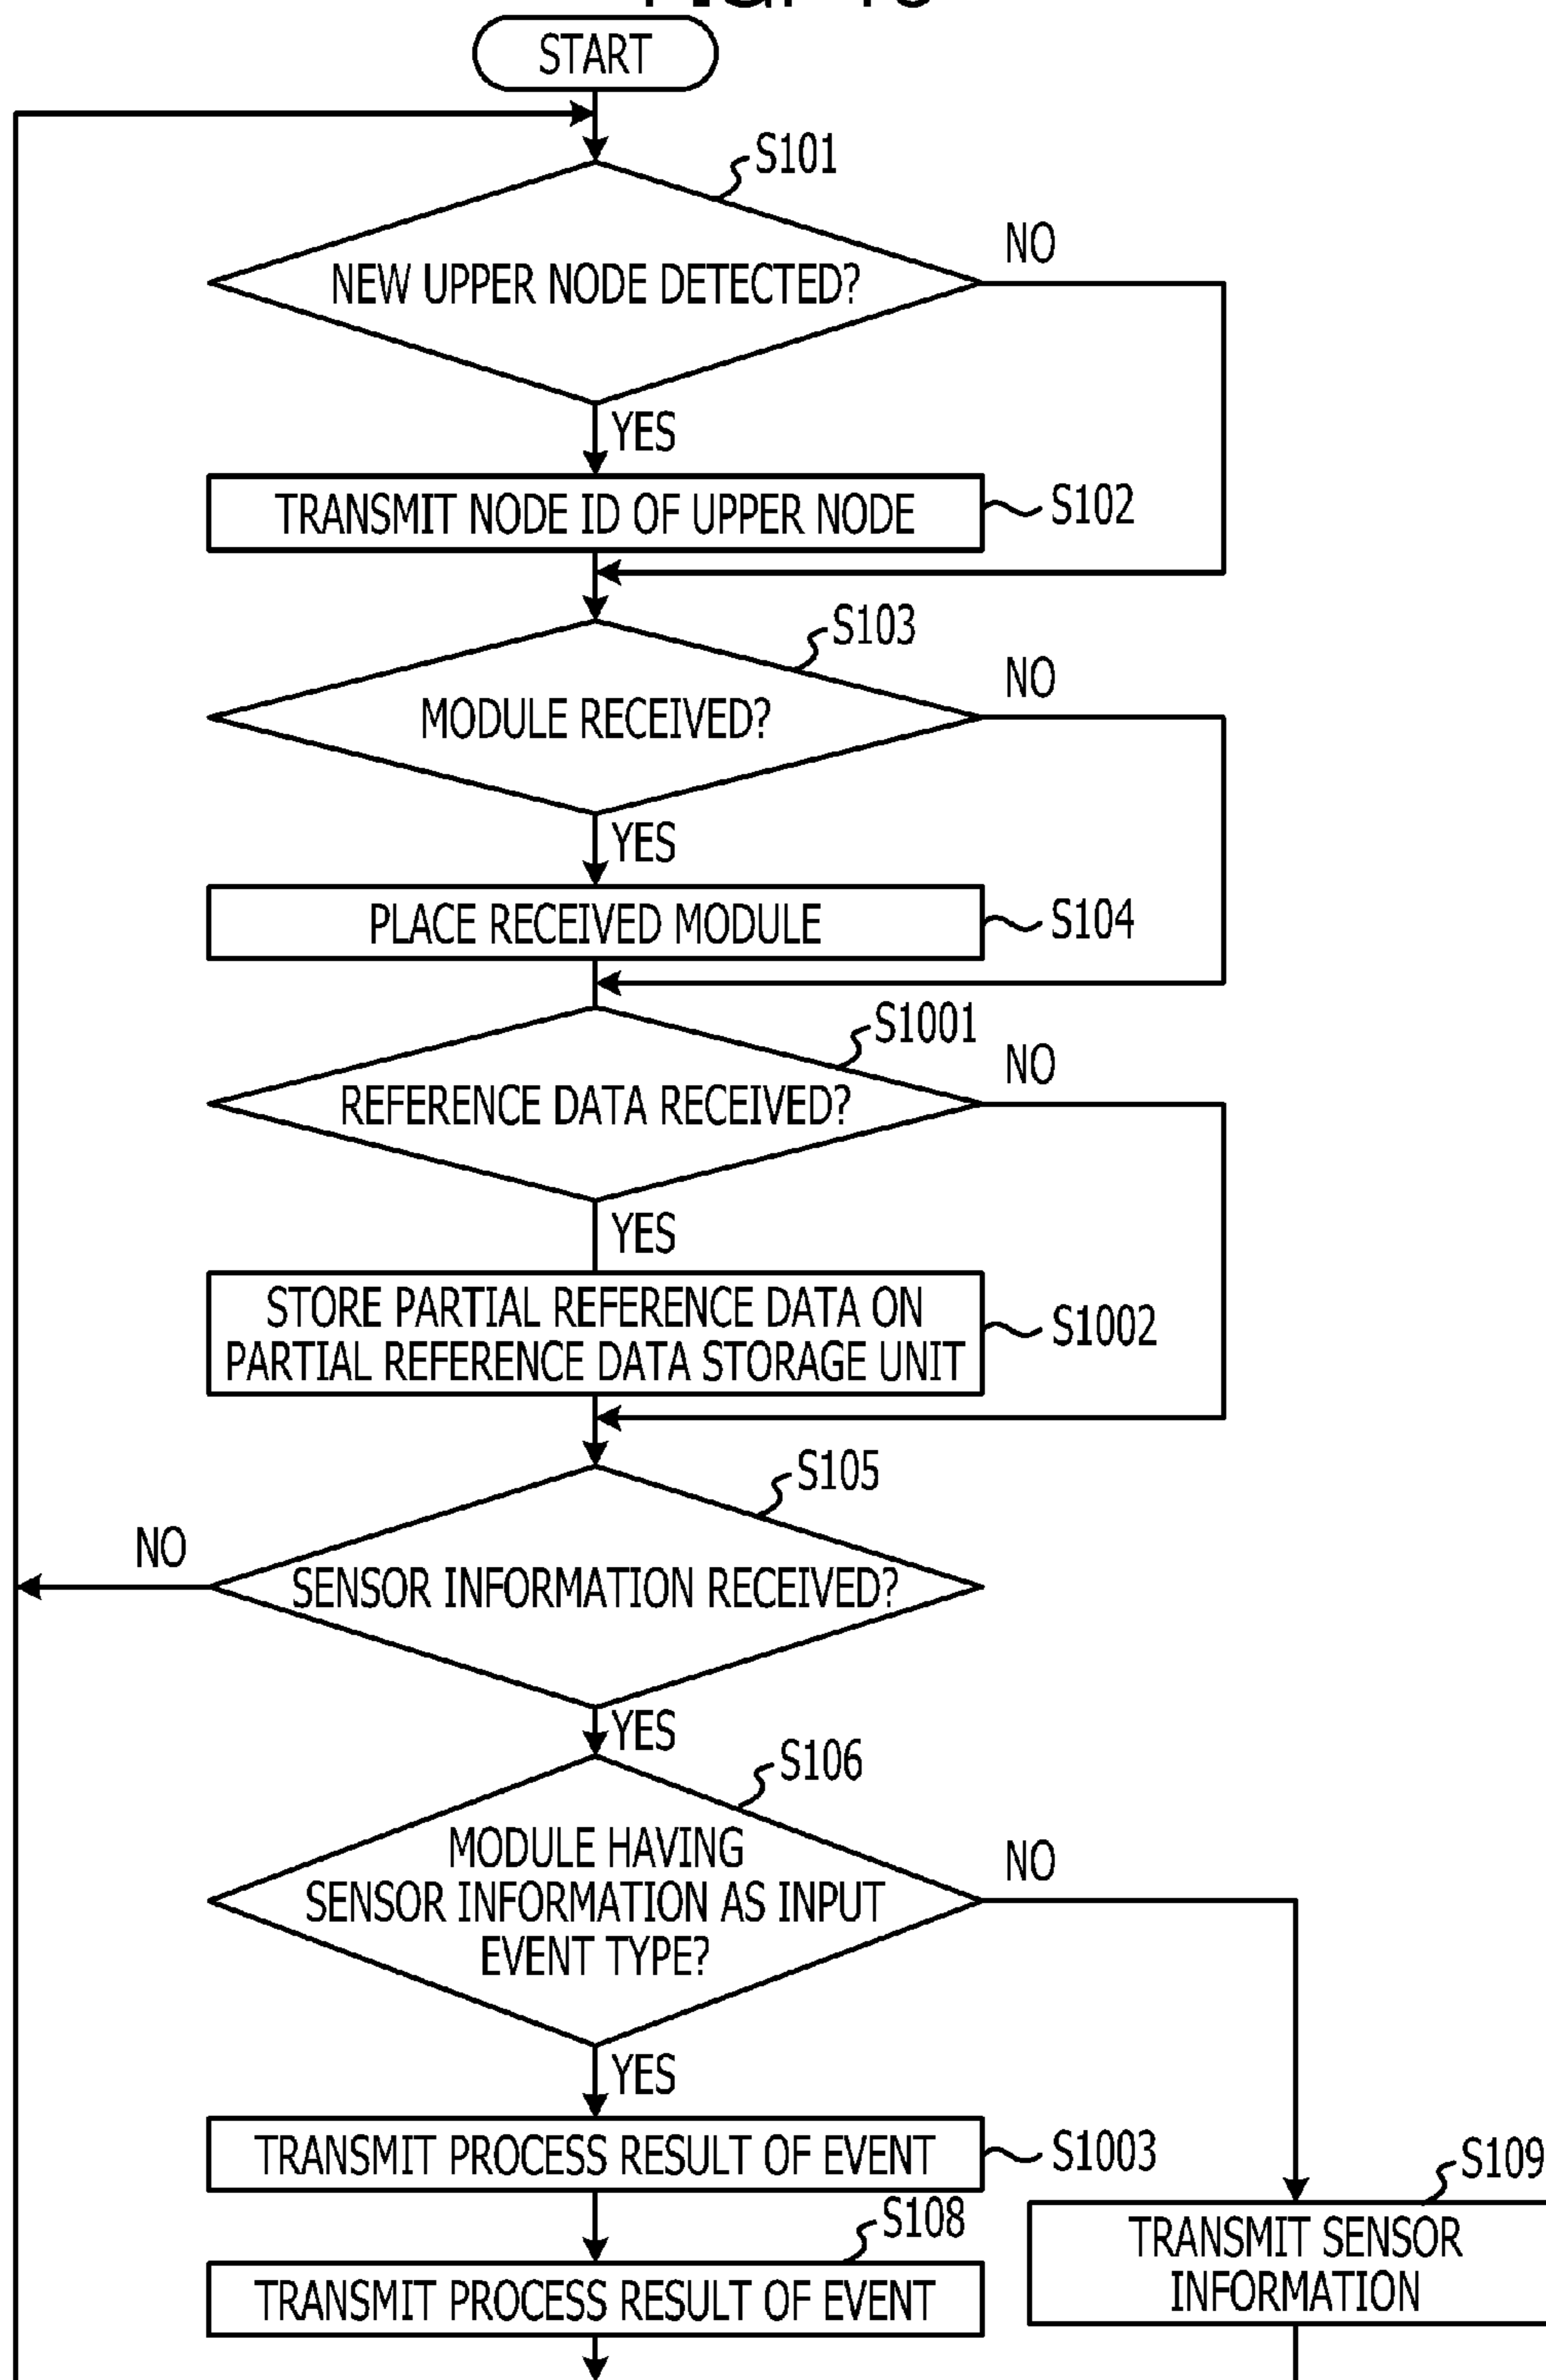 START
S101
NEW UPPER NODE DETECTED?
NO
YES
TRANSMIT NODE ID OF UPPER NODE
S102
S103
MODULE RECEIVED?
NO
YES
PLACE RECEIVED MODULE
S104
S1001
REFERENCE DATA RECEIVED?
NO
YES
STORE PARTIAL REFERENCE DATA ON
PARTIAL REFERENCE DATA STORAGE UNIT
S1002
S105
NO
SENSOR INFORMATION RECEIVED?
YES
S106
MODULE HAVING
SENSOR INFORMATION AS INPUT
EVENT TYPE?
NO
YES
TRANSMIT PROCESS RESULT OF EVENT
S1003
S109
TRANSMIT SENSOR
INFORMATION
S108
TRANSMIT PROCESS RESULT OF EVENT